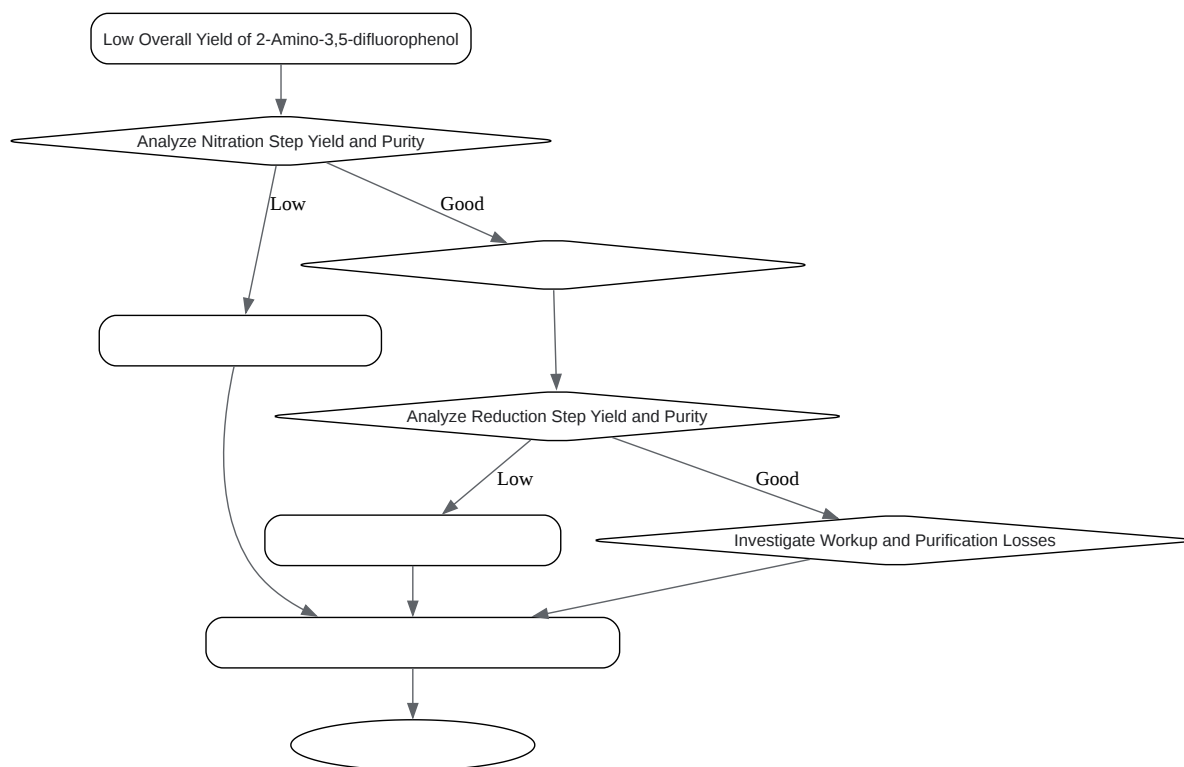 Low Overall Yield of 2-Amino-3,5-difluorophenol
Analyze Nitration Step Yield and Purity
Low
Good
Analyze Reduction Step Yield and Purity
Low
Good
Investigate Workup and Purification Losses